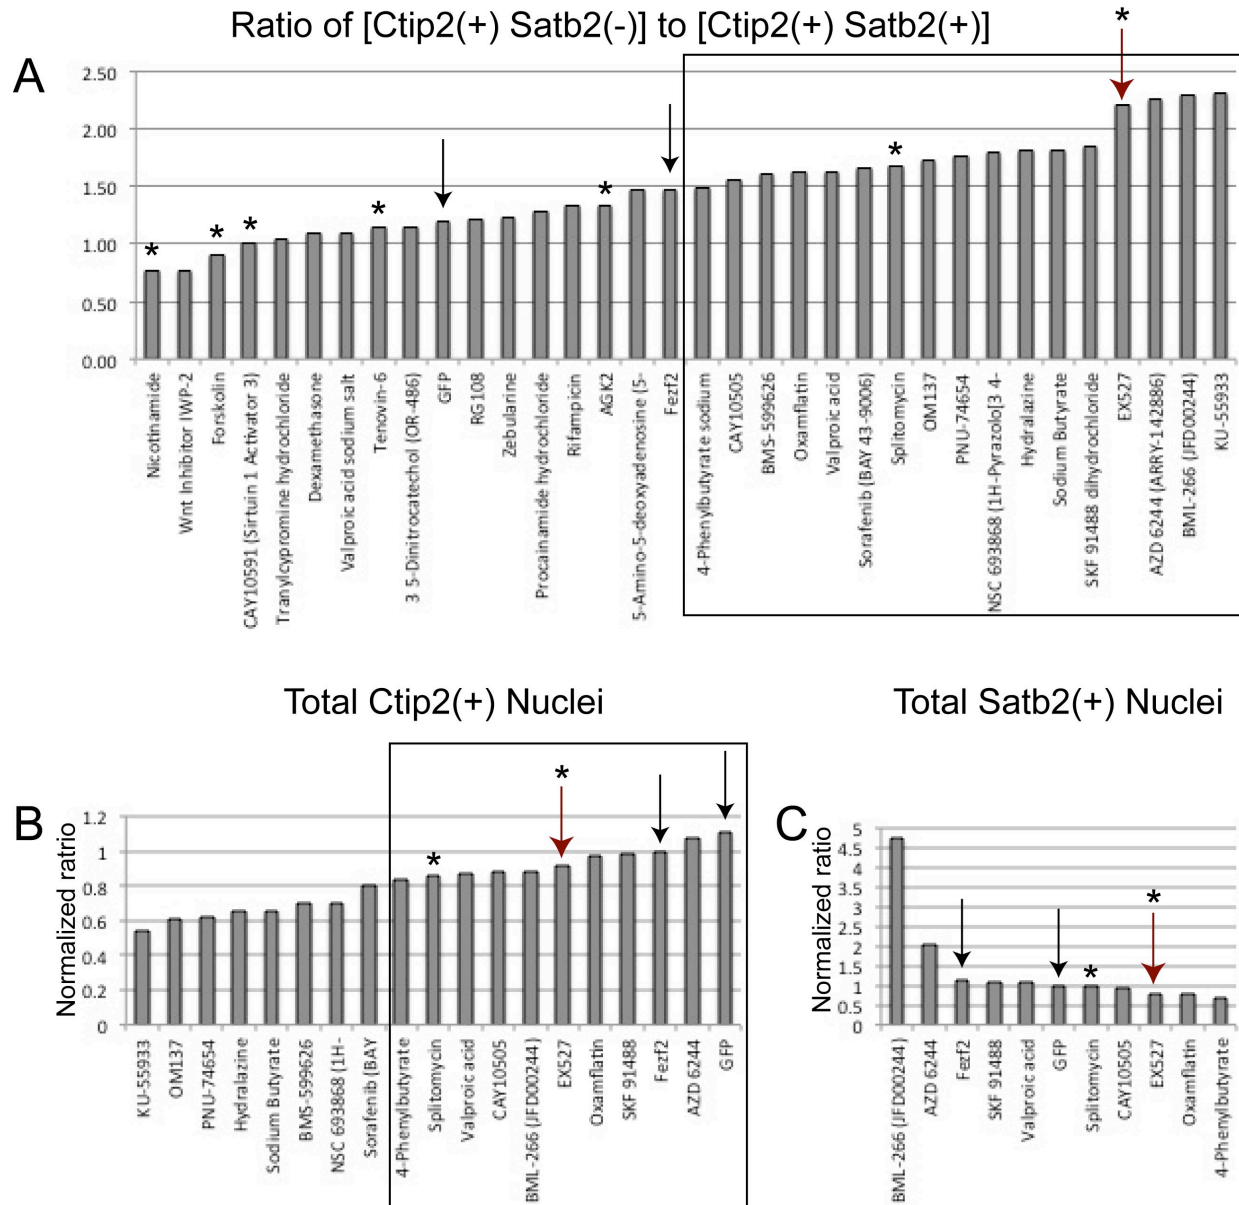 Ratio of [Ctip2(+) Satb2(-)] to [Ctip2(+) Satb2(+)]
A
2.50
2.00
1.50
1.00
0.50
0.00
*
*
*
*
*
*
*
Nicotinamide
Wnt Inhibitor IWP-2
Forskolin
CAY10591 (Sirtuin 1 Activator 3)
Tranylcypromine hydrochloride
Dexamethasone
Valproic acid sodium salt
Tenovin-6
3 5-Dinitrocatechol (OR-486)
GFP
RG108
Zebularine
Procainamide hydrochloride
Rifampicin
AGK2
5-Amino-5-deoxyadenosine (5-
Fezf2
4-Phenylbutyrate sodium
CAY10505
BMS-599626
Oxamflatin
Valproic acid
Sorafenib (BAY 43-9006)
Splitomycin
OM137
PNU-74654
NSC 693868 (1H-Pyrazolo[3 4-
Hydralazine
Sodium Butyrate
SKF 91488 dihydrochloride
EX527
AZD 6244 (ARRY-142886)
BML-266 (JFD00244)
KU-55933
Total Ctip2(+) Nuclei
B
Normalized ratrio
1.2
1
0.8
0.6
0.4
0.2
0
*
*
KU-55933
OM137
PNU-74654
Hydralazine
Sodium Butyrate
BMS-599626
NSC 693868 (1H-
Sorafenib (BAY
4-Phenylbutyrate
Splitomycin
Valproic acid
CAY10505
BML-266 (JFD00244)
EX527
Oxamflatin
SKF 91488
Fezf2
AZD 6244
GFP
Total Satb2(+) Nuclei
C
Normalized ratio
5
4.5
4
3.5
3
2.5
2
1.5
1
0.5
0
*
*
BML-266 (JFD00244)
AZD 6244
Fezf2
SKF 91488
Valproic acid
GFP
Splitomycin
CAY10505
EX527
Oxamflatin
4-Phenylbutyrate